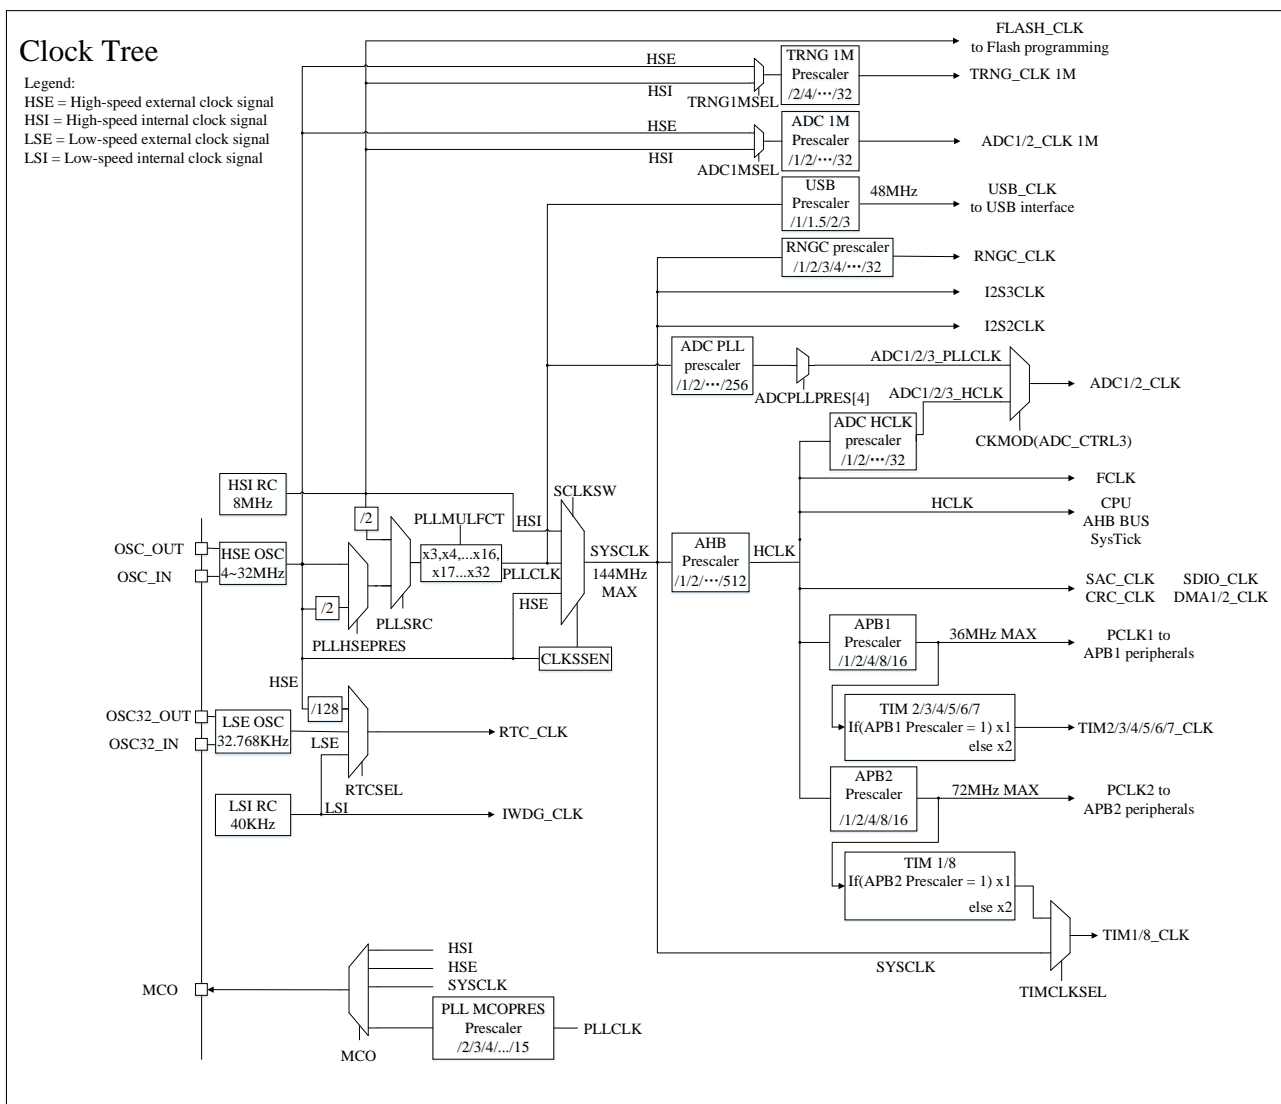 Clock Tree
Legend:
HSE = High-speed external clock signal
HSI = High-speed internal clock signal
LSE = Low-speed external clock signal
LSI = Low-speed internal clock signal
FLASH_CLK
to Flash programming
HSE
HSI
TRNG1MSEL
TRNG 1M
Prescaler
/2/4/···/32
TRNG_CLK 1M
HSE
HSI
ADC1MSEL
ADC 1M
Prescaler
/1/2/···/32
ADC1/2_CLK 1M
USB
Prescaler
/1/1.5/2/3
48MHz
USB_CLK
to USB interface
RNGC prescaler
/1/2/3/4/···/32
RNGC_CLK
I2S3CLK
I2S2CLK
ADC PLL
prescaler
/1/2/···/256
ADCPLLPRES[4]
ADC1/2/3_PLLCLK
ADC1/2/3_HCLK
ADC1/2_CLK
CKMOD(ADC_CTRL3)
ADC HCLK
prescaler
/1/2/···/32
FCLK
HCLK
CPU
AHB BUS
SysTick
HSI RC
8MHz
/2
PLLMULFCT
HSI
SCLKSW
OSC_OUT
OSC_IN
HSE OSC
4~32MHz
/2
PLLHSEPRES
PLLSRC
x3,x4,...x16,
x17...x32
PLLCLK
HSE
CLKSSEN
SYSCLK
144MHz
MAX
AHB
Prescaler
/1/2/···/512
HCLK
SAC_CLK SDIO_CLK
CRC_CLK DMA1/2_CLK
APB1
Prescaler
/1/2/4/8/16
36MHz MAX
PCLK1 to
APB1 peripherals
TIM 2/3/4/5/6/7
If(APB1 Prescaler = 1) x1
else x2
TIM2/3/4/5/6/7_CLK
HSE
/128
OSC32_OUT
OSC32_IN
LSE OSC
32.768KHz
LSE
RTC_CLK
RTCSEL
LSI RC
40KHz
LSI
IWDG_CLK
APB2
Prescaler
/1/2/4/8/16
72MHz MAX
PCLK2 to
APB2 peripherals
TIM 1/8
If(APB2 Prescaler = 1) x1
else x2
TIM1/8_CLK
SYSCLK
TIMCLKSEL
MCO
HSI
HSE
SYSCLK
PLL MCOPRES
Prescaler
/2/3/4/.../15
PLLCLK
MCO